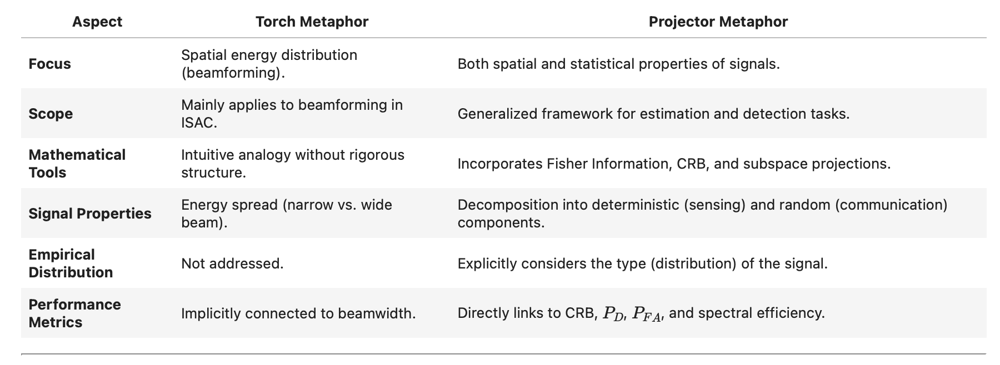 Aspect Torch Metaphor Projector Metaphor
Focus
Spatial energy distribution
(beamforming).
Both spatial and statistical properties of signals.
Scope
Mainly applies to beamforming in
ISAC.
Generalized framework for estimation and detection tasks.
Mathematical
Tools
Intuitive analogy without rigorous
structure.
Incorporates Fisher Information, CRB, and subspace projections.
Signal Properties
Energy spread (narrow vs. wide
beam).
Decomposition into deterministic (sensing) and random (communication)
components.
Empirical
Distribution
Not addressed.
Explicitly considers the type (distribution) of the signal.
Performance
Metrics
Implicitly connected to beamwidth.
Directly links to CRB, P_D, P_{FA}, and spectral efficiency.